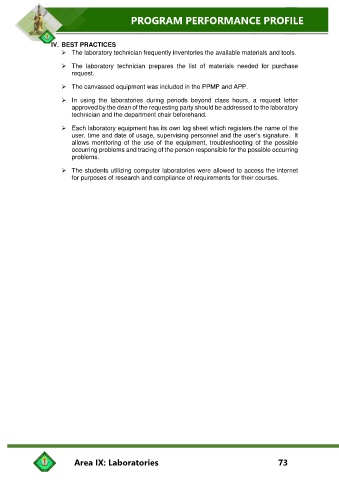 PROGRAM PERFORMANCE PROFILE
IV. BEST PRACTICES
➤ The laboratory technician frequently inventories the available materials and tools.
➤ The laboratory technician prepares the list of materials needed for purchase
request.
➤ The canvassed equipment was included in the PPMP and APP.
➤ In using the laboratories during periods beyond class hours, a request letter
approved by the dean of the requesting party should be addressed to the laboratory
technician and the department chair beforehand.
➤ Each laboratory equipment has its own log sheet which registers the name of the
user, time and date of usage, supervising personnel and the user's signature. It
allows monitoring of the use of the equipment, troubleshooting of the possible
occurring problems and tracing of the person responsible for the possible occurring
problems.
➤ The students utilizing computer laboratories were allowed to access the internet
for purposes of research and compliance of requirements for their courses.
Area IX: Laboratories 73